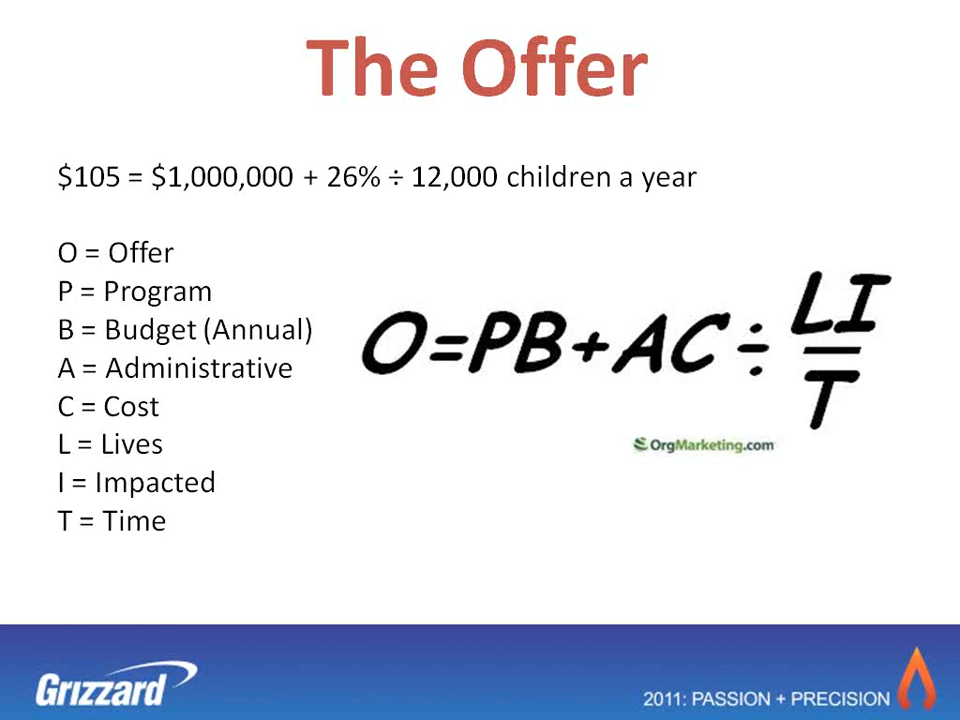 The Offer
$105 = $1,000,000 + 26% ÷ 12,000 children a year
O = Offer
P = Program
B = Budget (Annual)
A = Administrative
C = Cost
L = Lives
I = Impacted
T = Time
O=PB+AC÷LI/T
OrgMarketing.com
Grizzard
2011: PASSION + PRECISION